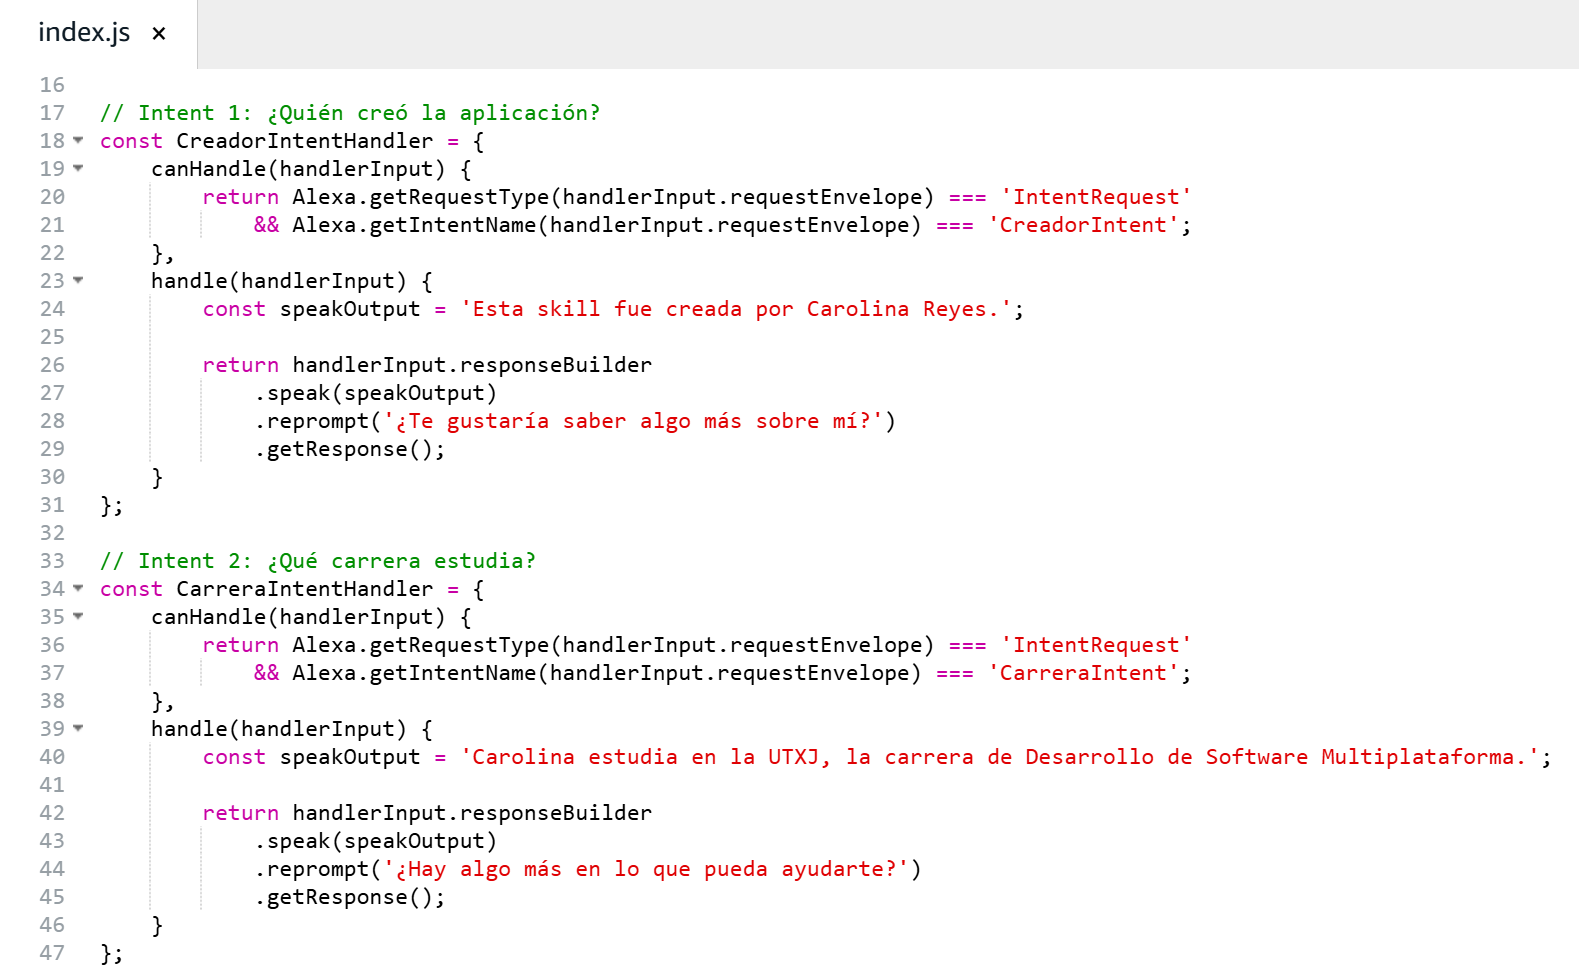 index.js ×
16
17 // Intent 1: ¿Quién creó la aplicación?
18 const CreadorIntentHandler = {
19     canHandle(handlerInput) {
20         return Alexa.getRequestType(handlerInput.requestEnvelope) === 'IntentRequest'
21             && Alexa.getIntentName(handlerInput.requestEnvelope) === 'CreadorIntent';
22     },
23     handle(handlerInput) {
24         const speakOutput = 'Esta skill fue creada por Carolina Reyes.';
25
26         return handlerInput.responseBuilder
27             .speak(speakOutput)
28             .reprompt('¿Te gustaría saber algo más sobre mí?')
29             .getResponse();
30     }
31 };
32
33 // Intent 2: ¿Qué carrera estudia?
34 const CarreraIntentHandler = {
35     canHandle(handlerInput) {
36         return Alexa.getRequestType(handlerInput.requestEnvelope) === 'IntentRequest'
37             && Alexa.getIntentName(handlerInput.requestEnvelope) === 'CarreraIntent';
38     },
39     handle(handlerInput) {
40         const speakOutput = 'Carolina estudia en la UTXJ, la carrera de Desarrollo de Software Multiplataforma.';
41
42         return handlerInput.responseBuilder
43             .speak(speakOutput)
44             .reprompt('¿Hay algo más en lo que pueda ayudarte?')
45             .getResponse();
46     }
47 };